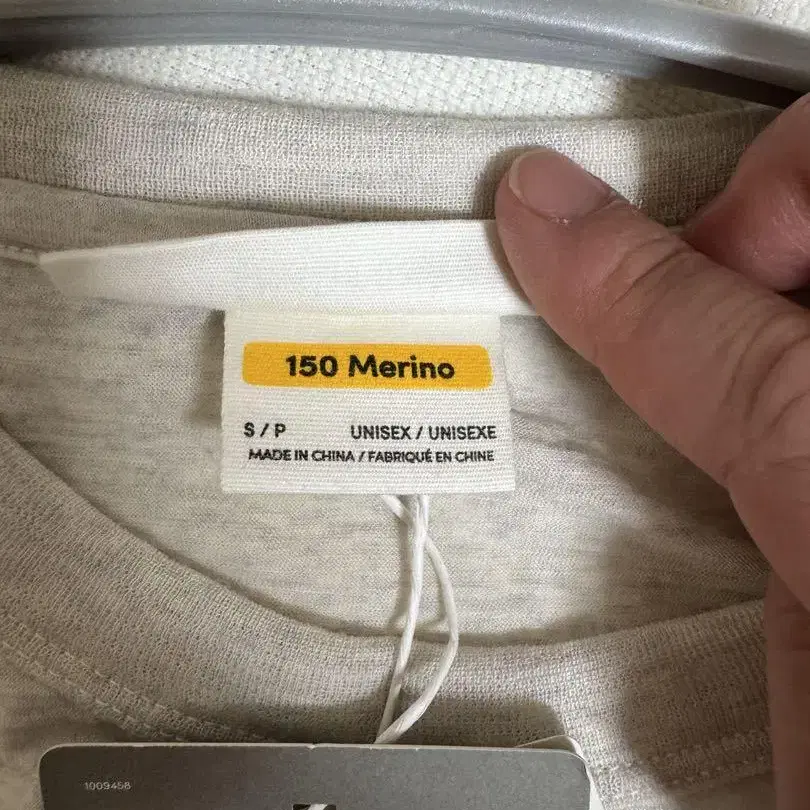 150 Merino
S / P UNISEX / UNISEXE
MADE IN CHINA / FABRIQUÉ EN CHINE
1009458